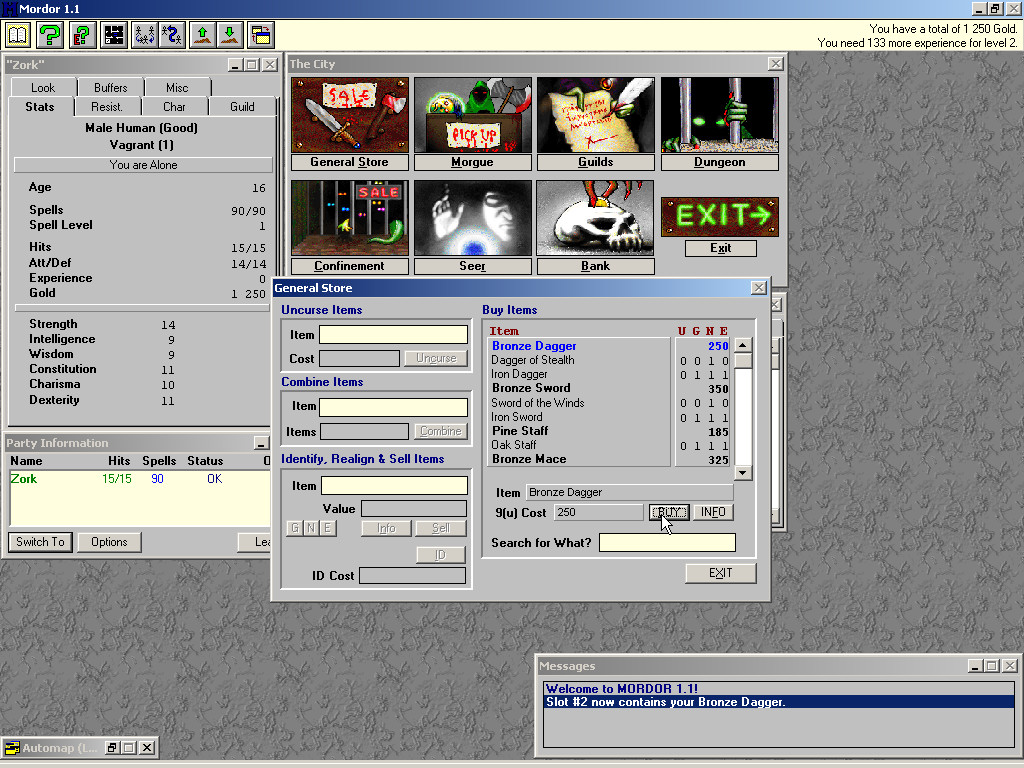 Mordor 1.1
You have a total of 1 250 Gold.
You need 133 more experience for level 2.
"Zork"
Look Buffers Misc
Stats Resist. Char Guild
Male Human (Good)
Vagrant (1)
You are Alone
Age 16
Spells 90/90
Spell Level 1
Hits 15/15
Att/Def 14/14
Experience 0
Gold 1 250
Strength 14
Intelligence 9
Wisdom 9
Constitution 11
Charisma 10
Dexterity 11
Party Information
Name Hits Spells Status
Zork 15/15 90 OK
Switch To Options Lea
The City
SALE
PICK UP
General Store Morgue Guilds Dungeon
SALE
EXIT
Confinement Seer Bank Exit
General Store
Uncurse Items
Item
Cost Uncurse
Combine Items
Item
Items Combine
Identify, Realign & Sell Items
Item
Value
G N E Info Sell
ID
ID Cost
Buy Items
Item U G N E
Bronze Dagger 250
Dagger of Stealth 0 0 1 0
Iron Dagger 0 1 1 1
Bronze Sword 350
Sword of the Winds 0 0 1 0
Iron Sword 0 1 1 1
Pine Staff 185
Oak Staff 0 1 1 1
Bronze Mace 325
Item Bronze Dagger
9(u) Cost 250 BUY INFO
Search for What?
EXIT
Messages
Welcome to MORDOR 1.1!
Slot #2 now contains your Bronze Dagger.
Automap (L...